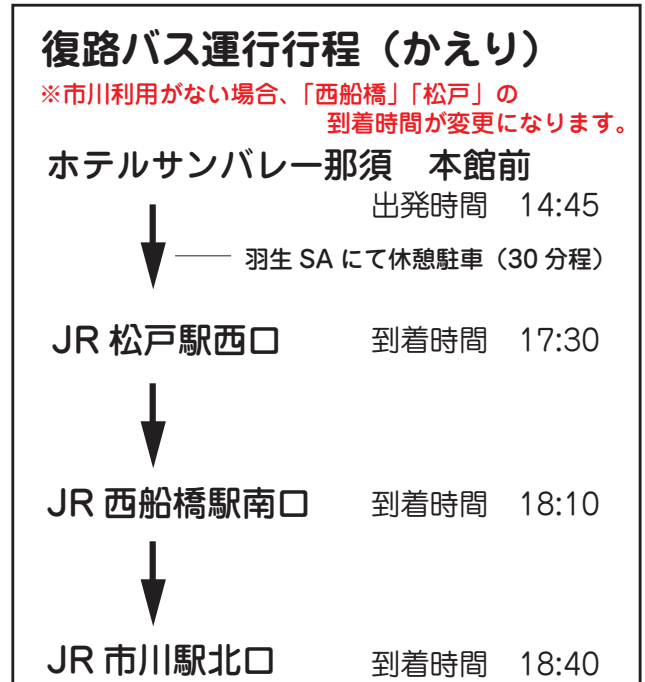 復路バス運行行程（かえり）
※市川利用がない場合、「西船橋」「松戸」の
到着時間が変更になります。
ホテルサンバレー那須　本館前
出発時間　14:45
羽生 SA にて休憩駐車（30 分程）
JR 松戸駅西口　到着時間　17:30
JR 西船橋駅南口　到着時間　18:10
JR 市川駅北口　到着時間　18:40